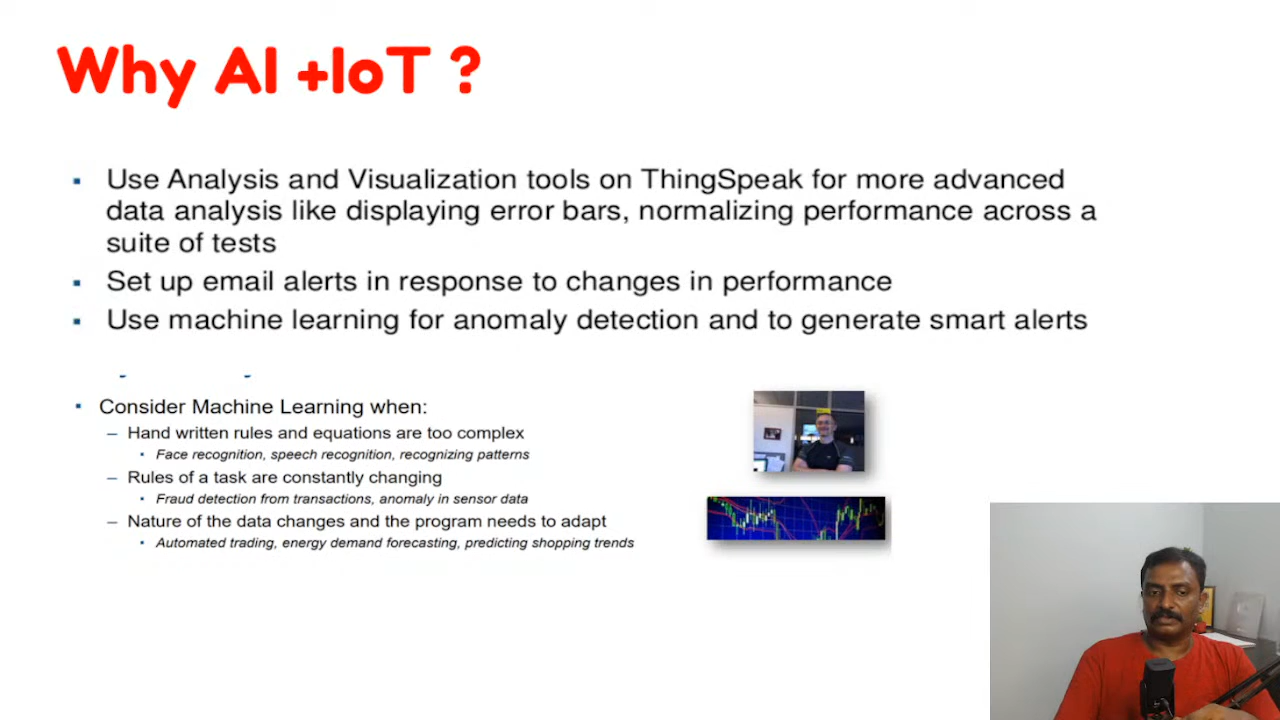 Why AI +IoT ?
▪ Use Analysis and Visualization tools on ThingSpeak for more advanced
data analysis like displaying error bars, normalizing performance across a
suite of tests
▪ Set up email alerts in response to changes in performance
▪ Use machine learning for anomaly detection and to generate smart alerts
▪ Consider Machine Learning when:
– Hand written rules and equations are too complex
▪ Face recognition, speech recognition, recognizing patterns
– Rules of a task are constantly changing
▪ Fraud detection from transactions, anomaly in sensor data
– Nature of the data changes and the program needs to adapt
▪ Automated trading, energy demand forecasting, predicting shopping trends